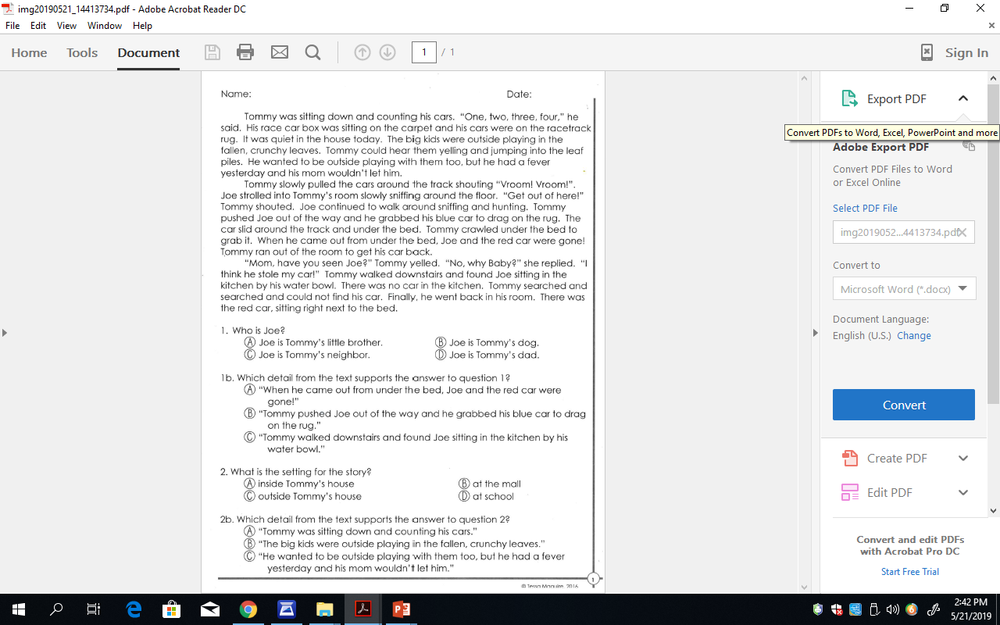 img20190521_14413734.pdf - Adobe Acrobat Reader DC
File Edit View Window Help
Home Tools Document 1 / 1 Sign In
Name: Date:
Tommy was sitting down and counting his cars. “One, two, three, four,” he
said. His race car box was sitting on the carpet and his cars were on the racetrack
rug. It was quiet in the house today. The big kids were outside playing in the
fallen, crunchy leaves. Tommy could hear them yelling and jumping into the leaf
piles. He wanted to be outside playing with them too, but he had a fever
yesterday and his mom wouldn’t let him.
Tommy slowly pulled the cars around the track shouting “Vroom! Vroom!”.
Joe strolled into Tommy’s room slowly sniffing around the floor. “Get out of here!”
Tommy shouted. Joe continued to walk around sniffing and hunting. Tommy
pushed Joe out of the way and he grabbed his blue car to drag on the rug. The
car slid around the track and under the bed. Tommy crawled under the bed to
grab it. When he came out from under the bed, Joe and the red car were gone!
Tommy ran out of the room to get his car back.
“Mom, have you seen Joe?” Tommy yelled. “No, why Baby?” she replied. “I
think he stole my car!” Tommy walked downstairs and found Joe sitting in the
kitchen by his water bowl. There was no car in the kitchen. Tommy searched and
searched and could not find his car. Finally, he went back in his room. There was
the red car, sitting right next to the bed.
1. Who is Joe?
Ⓐ Joe is Tommy’s little brother. Ⓑ Joe is Tommy’s dog.
Ⓒ Joe is Tommy’s neighbor. Ⓓ Joe is Tommy’s dad.
1b. Which detail from the text supports the answer to question 1?
Ⓐ “When he came out from under the bed, Joe and the red car were
gone!”
Ⓑ “Tommy pushed Joe out of the way and he grabbed his blue car to drag
on the rug.”
Ⓒ “Tommy walked downstairs and found Joe sitting in the kitchen by his
water bowl.”
2. What is the setting for the story?
Ⓐ inside Tommy’s house Ⓑ at the mall
Ⓒ outside Tommy’s house Ⓓ at school
2b. Which detail from the text supports the answer to question 2?
Ⓐ “Tommy was sitting down and counting his cars.”
Ⓑ “The big kids were outside playing in the fallen, crunchy leaves.”
Ⓒ “He wanted to be outside playing with them too, but he had a fever
yesterday and his mom wouldn’t let him.”
1
© Tessa Maguire, 2016
Export PDF
Convert PDFs to Word, Excel, PowerPoint and more
Adobe Export PDF
Convert PDF Files to Word
or Excel Online
Select PDF File
img2019052...4413734.pdf
Convert to
Microsoft Word (*.docx)
Document Language:
English (U.S.) Change
Convert
Create PDF
Edit PDF
Convert and edit PDFs
with Acrobat Pro DC
Start Free Trial
2:42 PM
5/21/2019